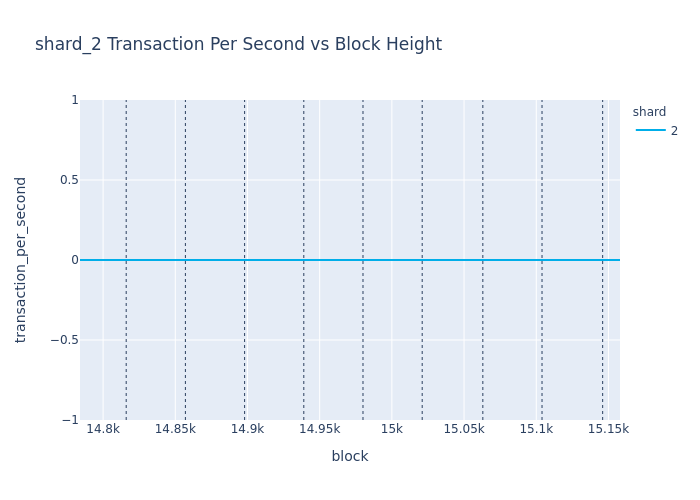 shard_2 Transaction Per Second vs Block Height
shard
2
1
0.5
0
−0.5
−1
transaction_per_second
14.8k 14.85k 14.9k 14.95k 15k 15.05k 15.1k 15.15k
block